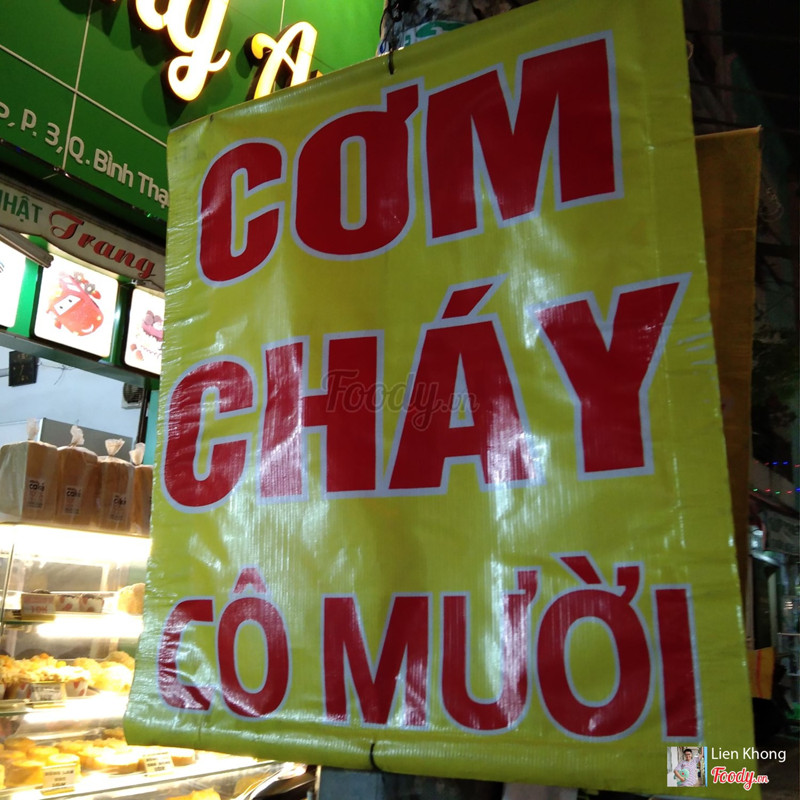 P. 3, Q. Bình Thạ
NHẬT Trang
CƠM
CHÁY
CÔ MƯỜI
Foody.vn
Lien Khong
Foody.vn